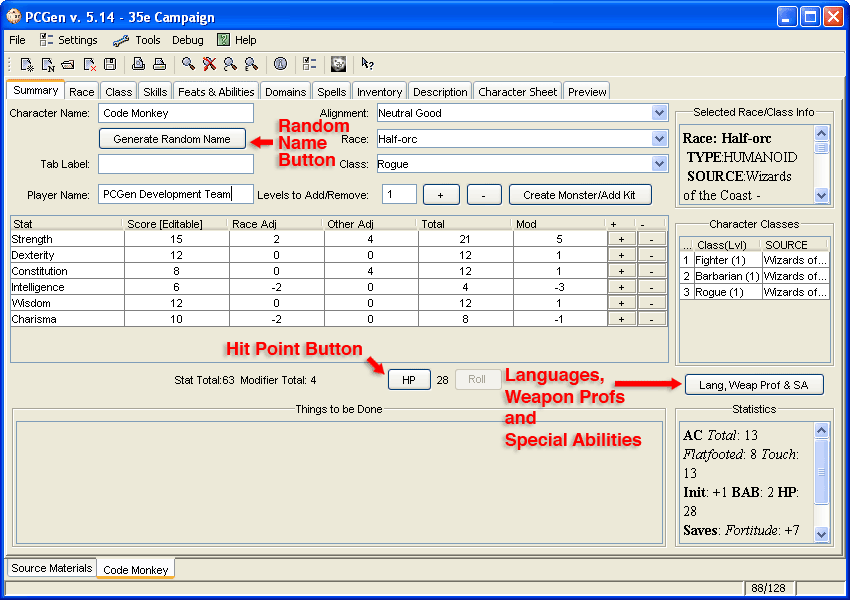 PCGen v. 5.14 - 35e Campaign
File Settings Tools Debug Help
Summary Race Class Skills Feats & Abilities Domains Spells Inventory Description Character Sheet Preview
Character Name: Code Monkey Alignment: Neutral Good
Generate Random Name Random Name Button Race: Half-orc
Tab Label: Class: Rogue
Player Name: PCGen Development Team Levels to Add/Remove: 1 + - Create Monster/Add Kit
Selected Race/Class Info
Race: Half-orc
TYPE:HUMANOID
SOURCE:Wizards
of the Coast -
Stat Score [Editable] Race Adj Other Adj Total Mod + -
Strength 15 2 4 21 5 + -
Dexterity 12 0 0 12 1 + -
Constitution 8 0 4 12 1 + -
Intelligence 6 -2 0 4 -3 + -
Wisdom 12 0 0 12 1 + -
Charisma 10 -2 0 8 -1 + -
Character Classes
... Class(Lvl) SOURCE
1 Fighter (1) Wizards of...
2 Barbarian (1) Wizards of...
3 Rogue (1) Wizards of...
Hit Point Button
Stat Total:63 Modifier Total: 4 HP 28 Roll
Languages,
Weapon Profs
and
Special Abilities
Lang, Weap Prof & SA
Things to be Done
Statistics
AC Total: 13
Flatfooted: 8 Touch:
13
Init: +1 BAB: 2 HP:
28
Saves: Fortitude: +7
Source Materials Code Monkey
88/128